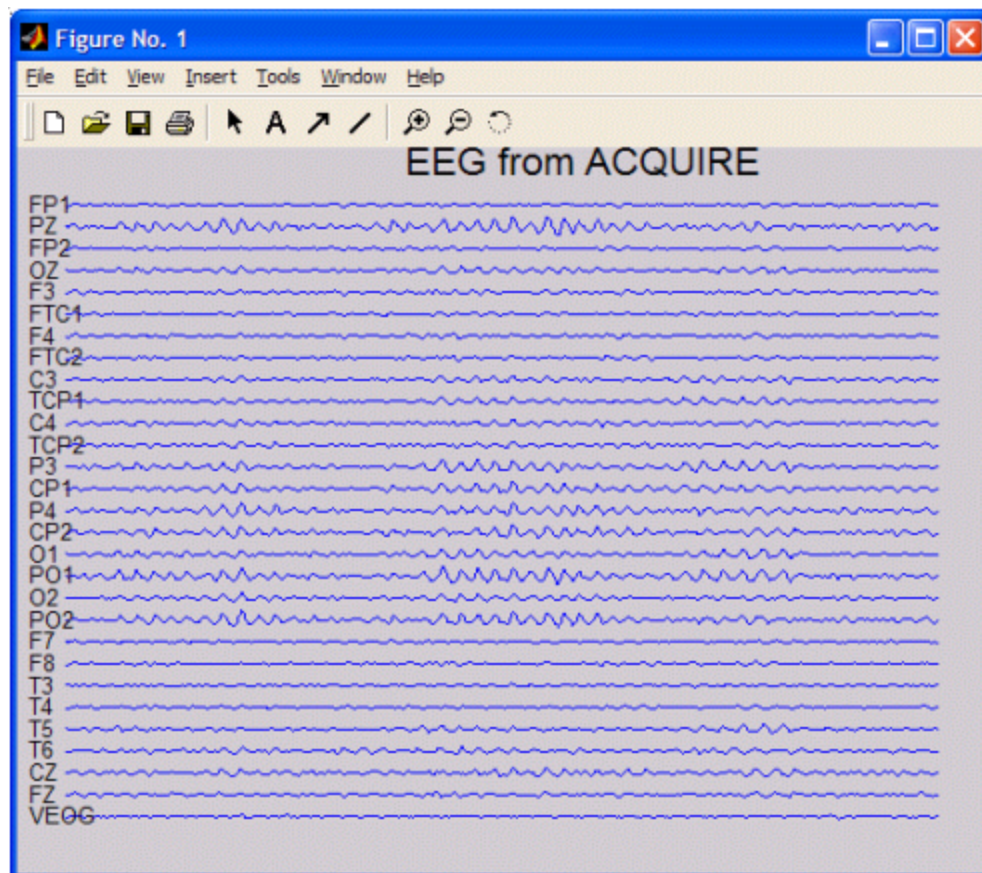 Figure No. 1
File Edit View Insert Tools Window Help
A
EEG from ACQUIRE
FP1
PZ
FP2
OZ
F3
FTC1
F4
FTC2
C3
TCP1
C4
TCP2
P3
CP1
P4
CP2
O1
PO1
O2
PO2
F7
F8
T3
T4
T5
T6
CZ
FZ
VEOG